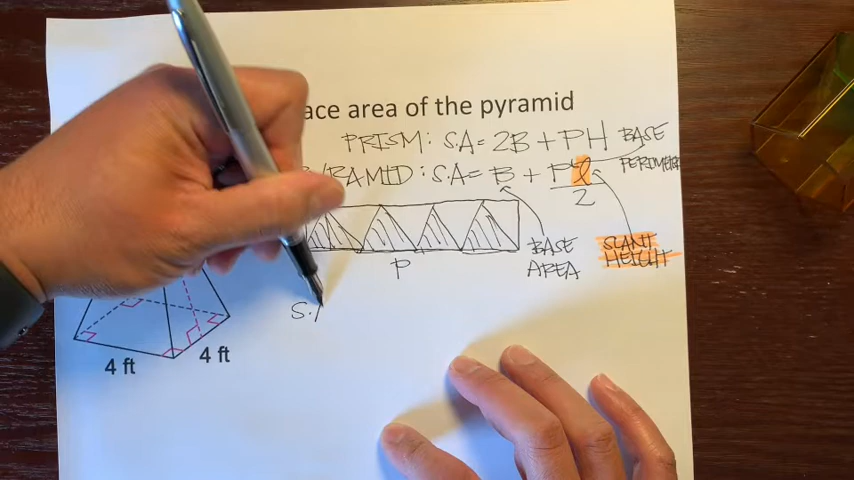 ace area of the pyramid
PRISM: S.A = 2B + PH BASE PERIMETER
YRAMID: S.A = B + Pℓ/2
BASE AREA
SLANT HEIGHT
P
S.
4 ft
4 ft